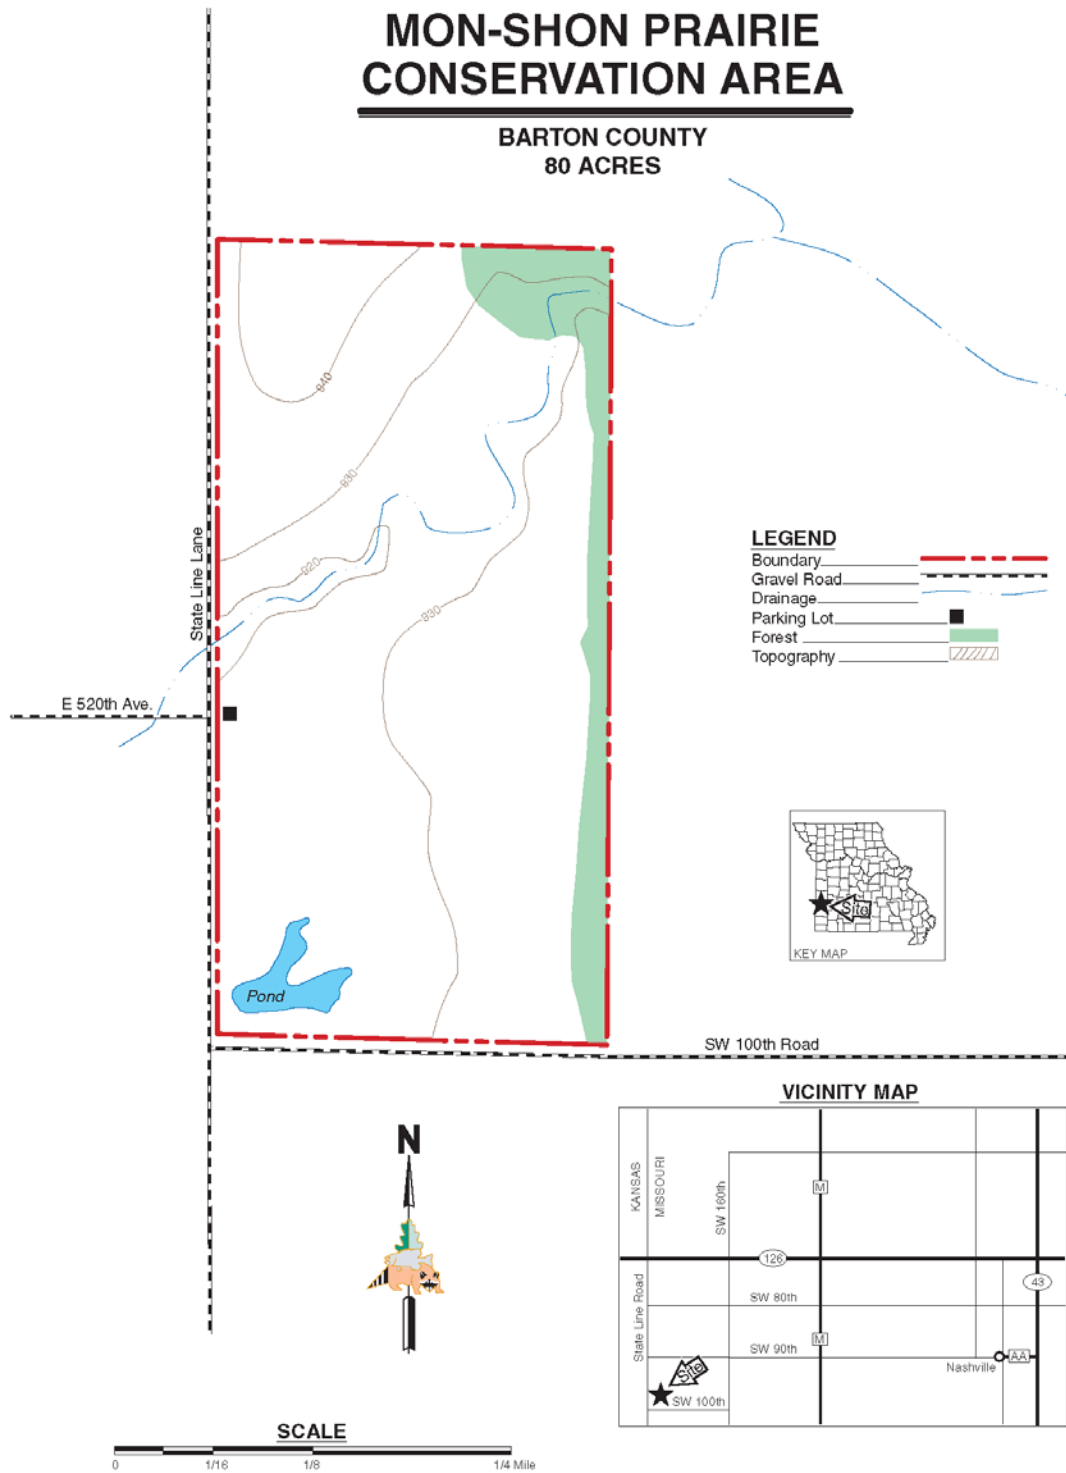 MON-SHON PRAIRIE
CONSERVATION AREA
BARTON COUNTY
80 ACRES
840
930
920
930
State Line Lane
E 520th Ave.
LEGEND
Boundary
Gravel Road
Drainage
Parking Lot
Forest
Topography
Site
KEY MAP
Pond
SW 100th Road
N
VICINITY MAP
KANSAS
MISSOURI
SW 160th
M
126
43
State Line Road
SW 80th
M
SW 90th
Nashville
AA
Site
SW 100th
SCALE
0 1/16 1/8 1/4 Mile